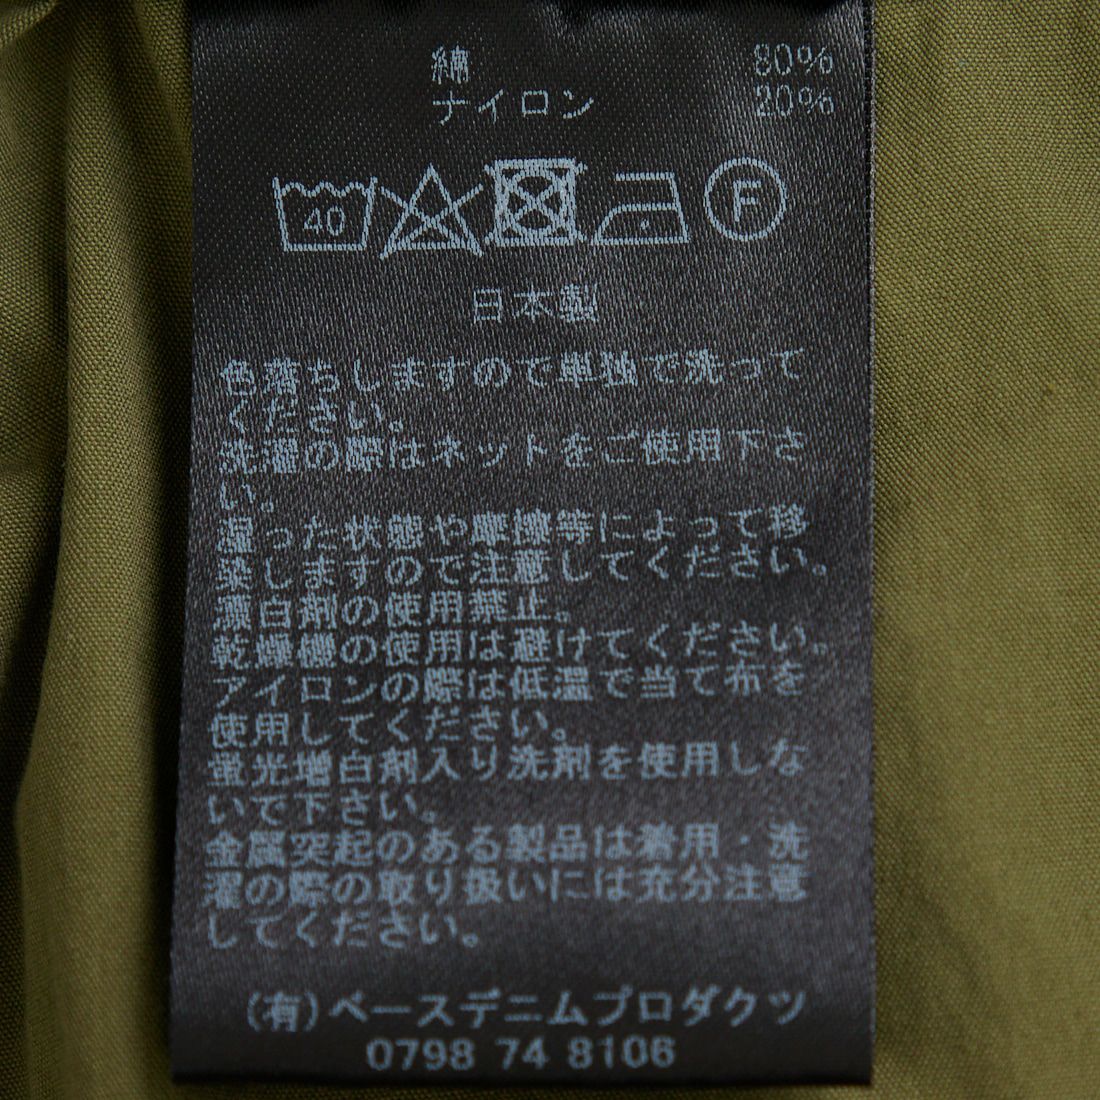 綿 80%
ナイロン 20%
40 F
日本製
色落ちしますので単独で洗って
ください。
洗濯の際はネットをご使用下さ
い。
湿った状態や摩擦等によって移
染しますので注意してください。
漂白剤の使用禁止。
乾燥機の使用は避けてください。
アイロンの際は低温で当て布を
使用してください。
蛍光増白剤入り洗剤を使用しな
いで下さい。
金属突起のある製品は着用・洗
濯の際の取り扱いには充分注意
してください。
(有)ベースデニムプロダクツ
0798 74 8106